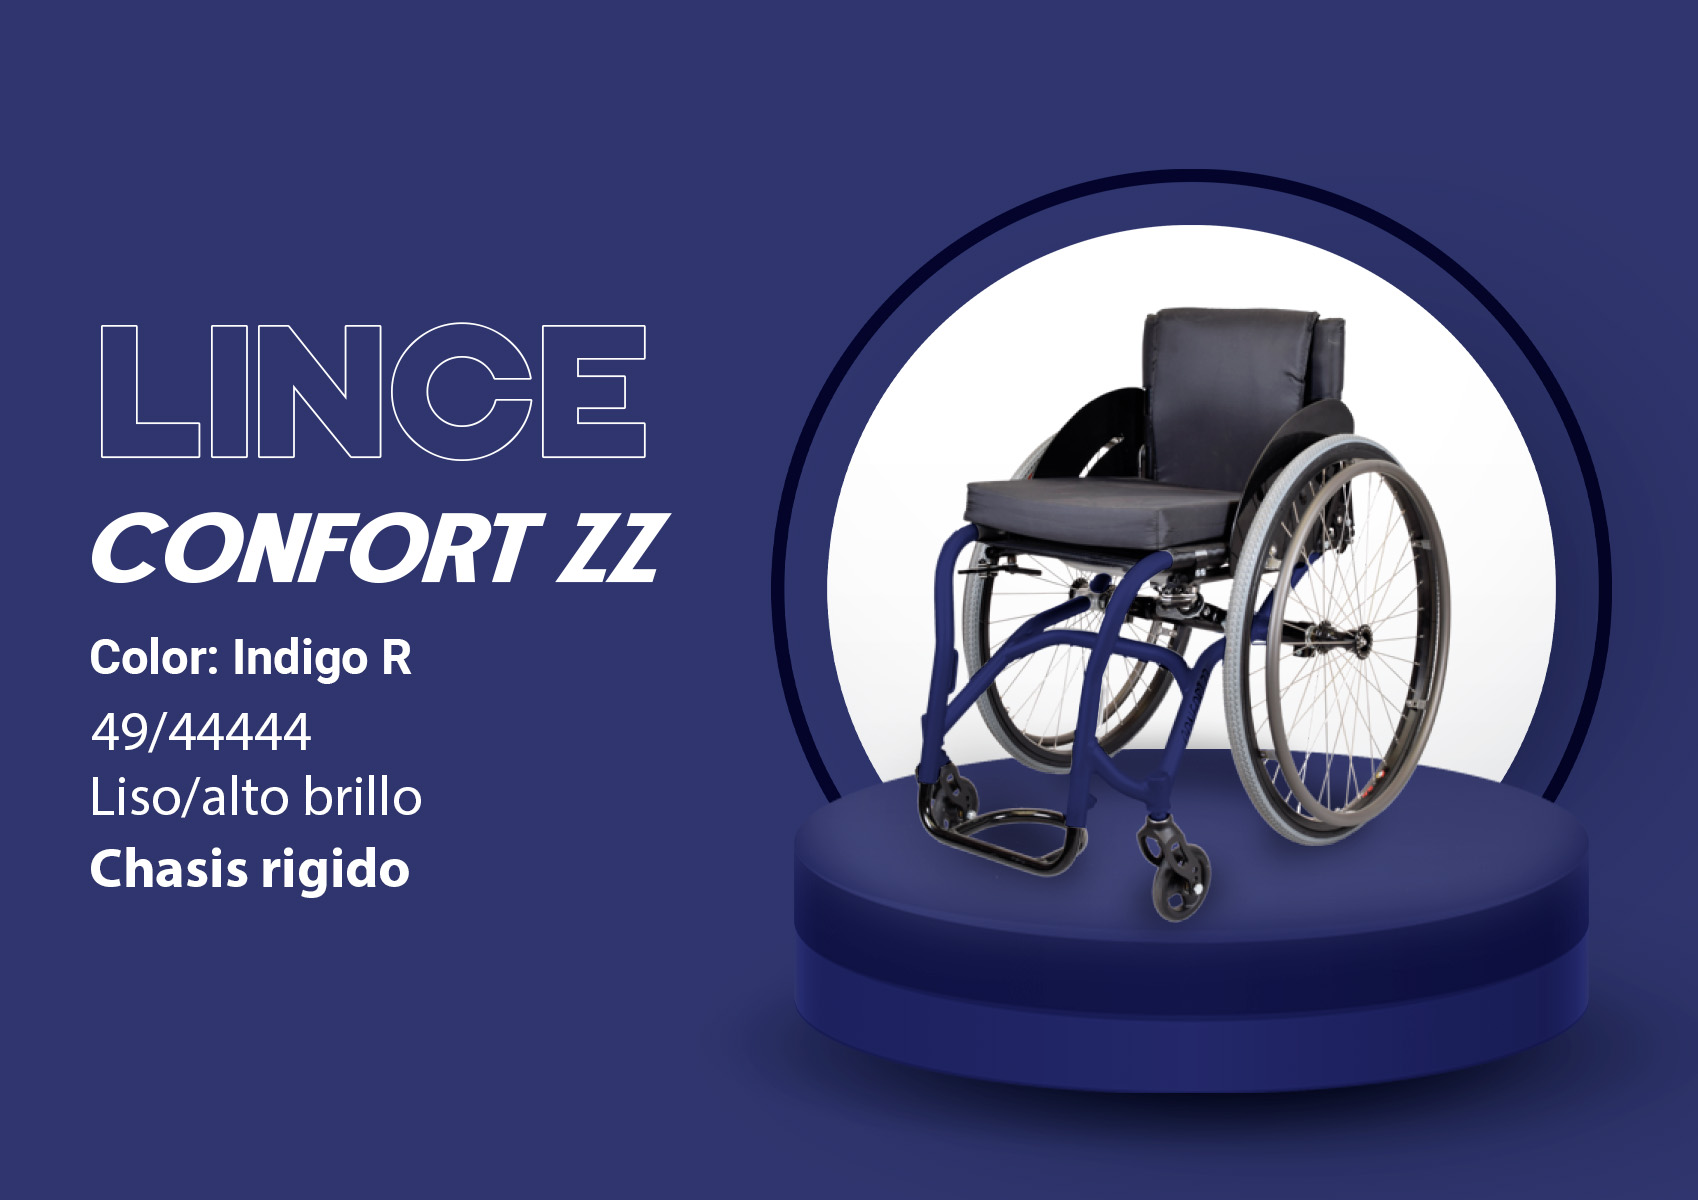 LINCE
CONFORT ZZ
Color: Indigo R
49/44444
Liso/alto brillo
Chasis rigido